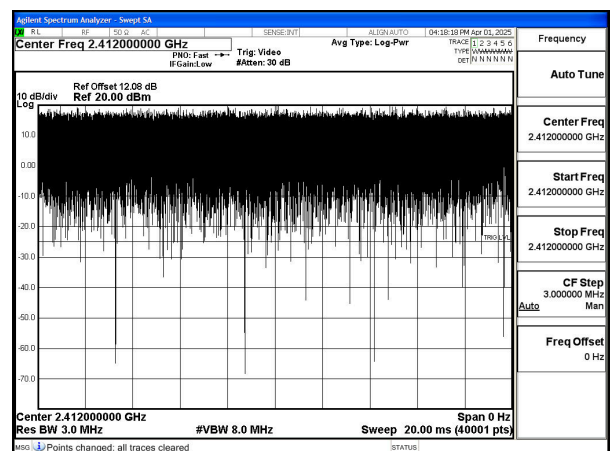 Agilent Spectrum Analyzer - Swept SA
RL RF 50 Ω AC SENSE:INT ALIGN AUTO 04:18:18 PM Apr 01, 2025
Center Freq 2.412000000 GHz
PNO: Fast
IFGain:Low
Trig: Video
#Atten: 30 dB
Avg Type: Log-Pwr
TRACE 1 2 3 4 5 6
TYPE
DET N N N N N N
Ref Offset 12.08 dB
10 dB/div Ref 20.00 dBm
Log
10.0
0.00
-10.0
-20.0
TRIG LVL
-30.0
-40.0
-50.0
-60.0
-70.0
Center 2.412000000 GHz Span 0 Hz
Res BW 3.0 MHz #VBW 8.0 MHz Sweep 20.00 ms (40001 pts)
MSG Points changed; all traces cleared STATUS
Frequency
Auto Tune
Center Freq
2.412000000 GHz
Start Freq
2.412000000 GHz
Stop Freq
2.412000000 GHz
CF Step
3.000000 MHz
Auto Man
Freq Offset
0 Hz